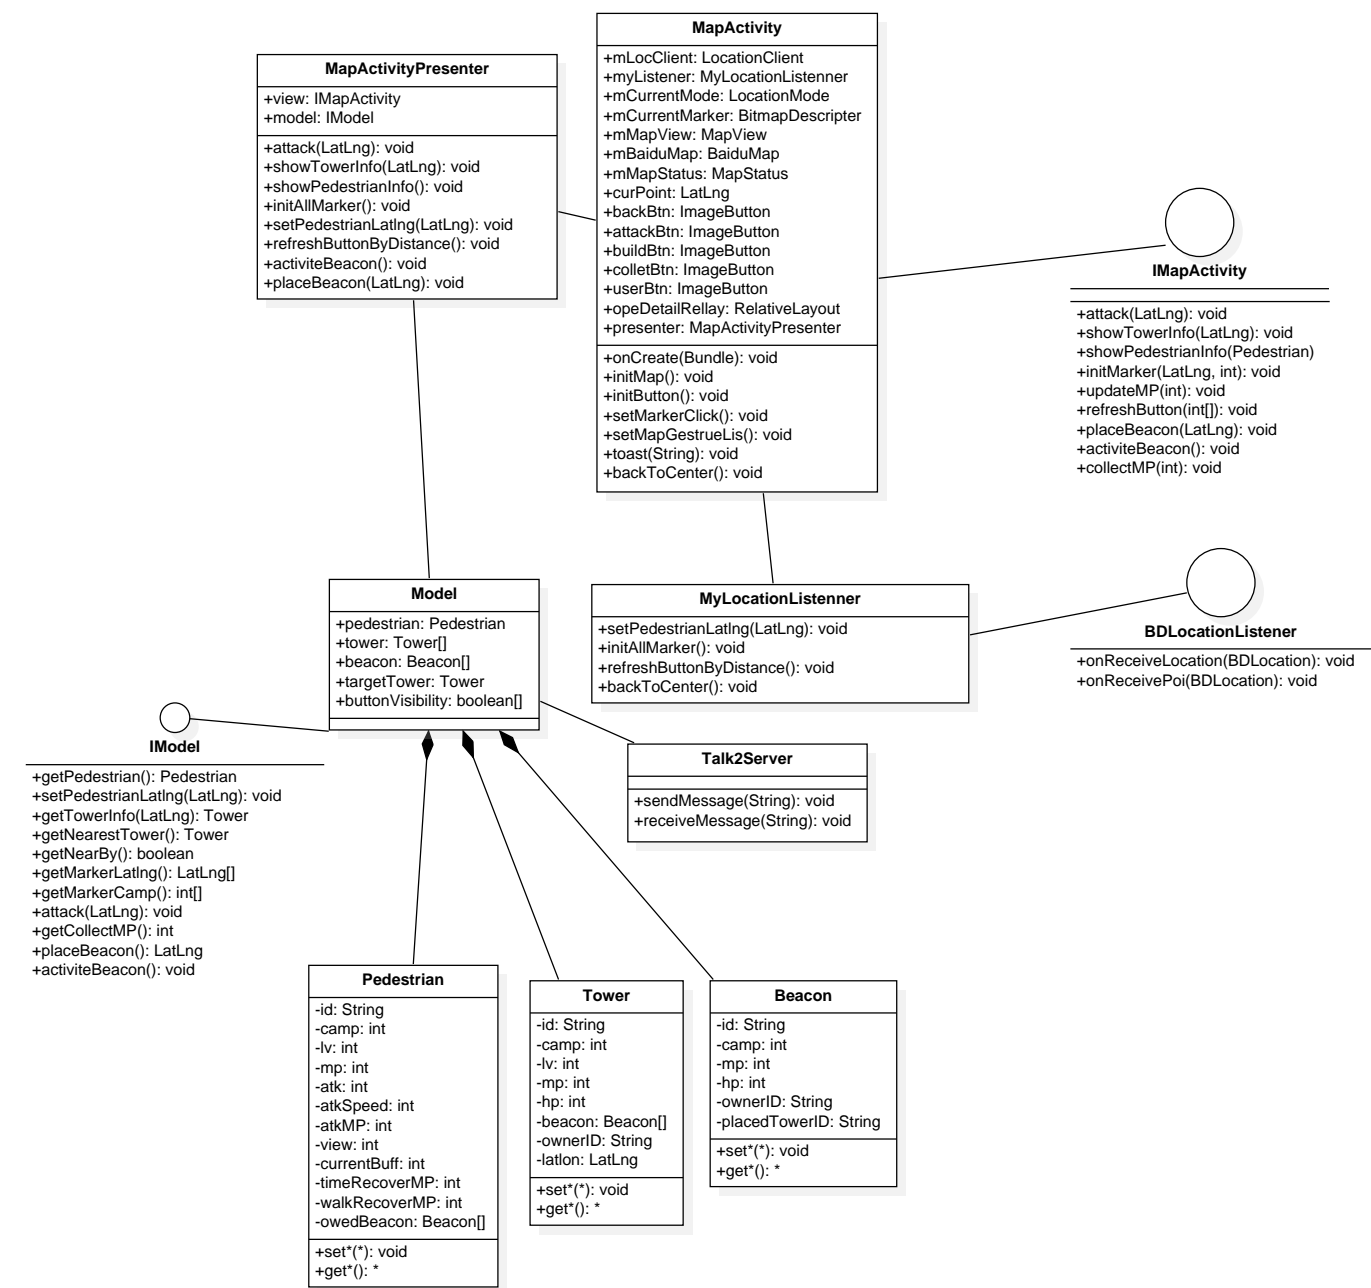 MapActivityPresenter
+view: IMapActivity
+model: IModel
+attack(LatLng): void
+showTowerInfo(LatLng): void
+showPedestrianInfo(): void
+initAllMarker(): void
+setPedestrianLatlng(LatLng): void
+refreshButtonByDistance(): void
+activiteBeacon(): void
+placeBeacon(LatLng): void
MapActivity
+mLocClient: LocationClient
+myListener: MyLocationListenner
+mCurrentMode: LocationMode
+mCurrentMarker: BitmapDescripter
+mMapView: MapView
+mBaiduMap: BaiduMap
+mMapStatus: MapStatus
+curPoint: LatLng
+backBtn: ImageButton
+attackBtn: ImageButton
+buildBtn: ImageButton
+colletBtn: ImageButton
+userBtn: ImageButton
+opeDetailRellay: RelativeLayout
+presenter: MapActivityPresenter
+onCreate(Bundle): void
+initMap(): void
+initButton(): void
+setMarkerClick(): void
+setMapGestrueLis(): void
+toast(String): void
+backToCenter(): void
IMapActivity
+attack(LatLng): void
+showTowerInfo(LatLng): void
+showPedestrianInfo(Pedestrian)
+initMarker(LatLng, int): void
+updateMP(int): void
+refreshButton(int[]): void
+placeBeacon(LatLng): void
+activiteBeacon(): void
+collectMP(int): void
Model
+pedestrian: Pedestrian
+tower: Tower[]
+beacon: Beacon[]
+targetTower: Tower
+buttonVisibility: boolean[]
MyLocationListenner
+setPedestrianLatlng(LatLng): void
+initAllMarker(): void
+refreshButtonByDistance(): void
+backToCenter(): void
BDLocationListener
+onReceiveLocation(BDLocation): void
+onReceivePoi(BDLocation): void
IModel
+getPedestrian(): Pedestrian
+setPedestrianLatlng(LatLng): void
+getTowerInfo(LatLng): Tower
+getNearestTower(): Tower
+getNearBy(): boolean
+getMarkerLatlng(): LatLng[]
+getMarkerCamp(): int[]
+attack(LatLng): void
+getCollectMP(): int
+placeBeacon(): LatLng
+activiteBeacon(): void
Talk2Server
+sendMessage(String): void
+receiveMessage(String): void
Pedestrian
-id: String
-camp: int
-lv: int
-mp: int
-atk: int
-atkSpeed: int
-atkMP: int
-view: int
-currentBuff: int
-timeRecoverMP: int
-walkRecoverMP: int
-owedBeacon: Beacon[]
+set*(*): void
+get*(): *
Tower
-id: String
-camp: int
-lv: int
-mp: int
-hp: int
-beacon: Beacon[]
-ownerID: String
-latlon: LatLng
+set*(*): void
+get*(): *
Beacon
-id: String
-camp: int
-mp: int
-hp: int
-ownerID: String
-placedTowerID: String
+set*(*): void
+get*(): *